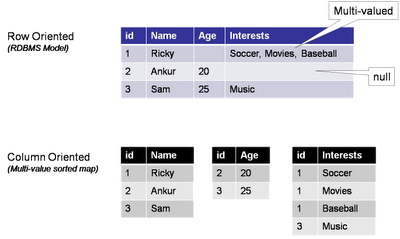 Multi-valued
Row Oriented
(RDBMS Model)
id Name Age Interests
1 Ricky Soccer, Movies, Baseball
2 Ankur 20
null
3 Sam 25 Music
Column Oriented
(Multi-value sorted map)
id Name
1 Ricky
2 Ankur
3 Sam
id Age
2 20
3 25
id Interests
1 Soccer
1 Movies
1 Baseball
3 Music